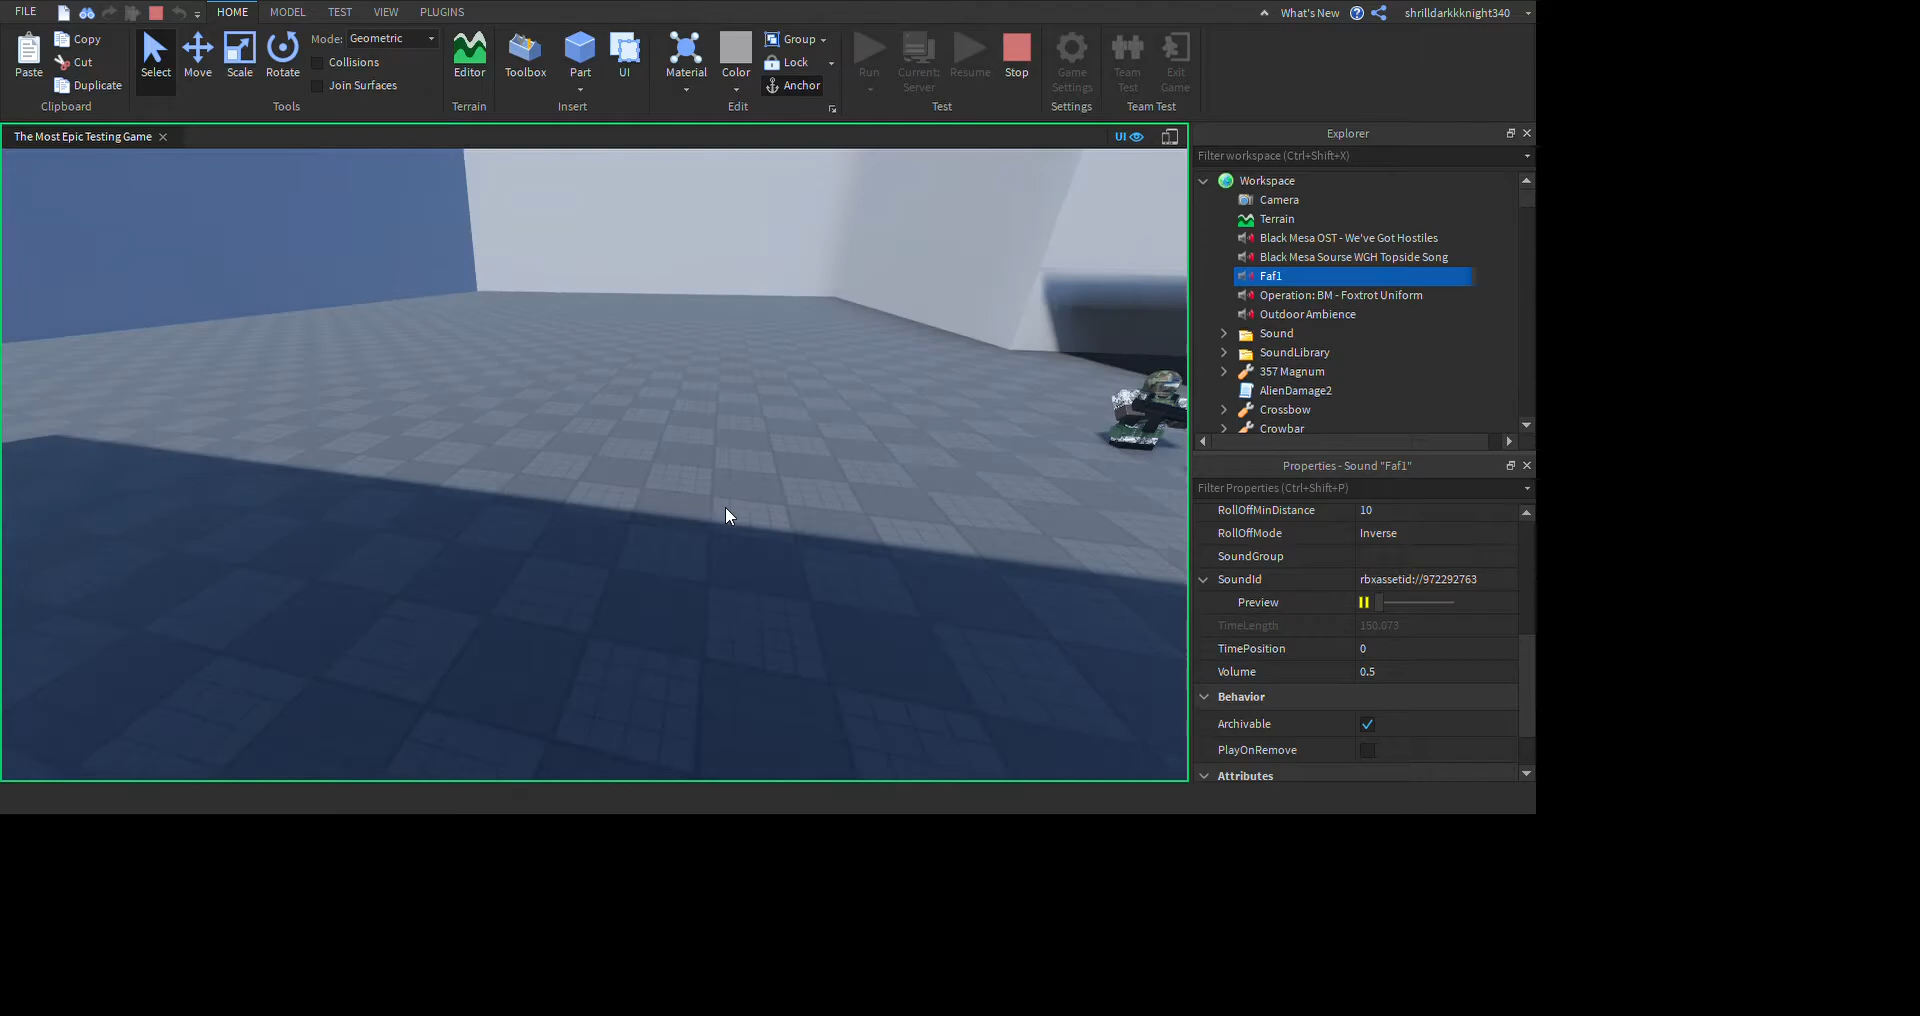 FILE HOME MODEL TEST VIEW PLUGINS What's New shrilldarkkknight340
Paste Copy Cut Duplicate Clipboard
Select Move Scale Rotate Mode: Geometric Collisions Join Surfaces Tools
Editor Terrain
Toolbox Part UI Insert
Material Color Group Lock Anchor Edit
Run Current: Server Resume Stop Test
Game Settings Settings
Team Test Exit Game Team Test
The Most Epic Testing Game UI
Explorer
Filter workspace (Ctrl+Shift+X)
Workspace
Camera
Terrain
Black Mesa OST - We've Got Hostiles
Black Mesa Sourse WGH Topside Song
Faf1
Operation: BM - Foxtrot Uniform
Outdoor Ambience
Sound
SoundLibrary
357 Magnum
AlienDamage2
Crossbow
Crowbar
Properties - Sound "Faf1"
Filter Properties (Ctrl+Shift+P)
RollOffMinDistance 10
RollOffMode Inverse
SoundGroup
SoundId rbxassetid://972292763
Preview
TimeLength 150.073
TimePosition 0
Volume 0.5
Behavior
Archivable
PlayOnRemove
Attributes